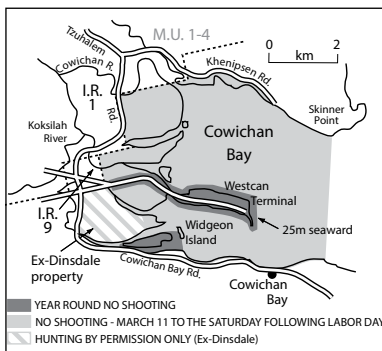 M.U. 1-4
Tzuhalem
Rd.
Cowichan R.
Khenipsen Rd.
0 2
km
I.R.
1
Skinner
Point
Koksilah
River
Cowichan
Bay
Westcan
Terminal
I.R.
9
Widgeon
Island
25m seaward
Ex-Dinsdale
property
Cowichan Bay Rd.
Cowichan
Bay
YEAR ROUND NO SHOOTING
NO SHOOTING - MARCH 11 TO THE SATURDAY FOLLOWING LABOR DAY
HUNTING BY PERMISSION ONLY (Ex-Dinsdale)